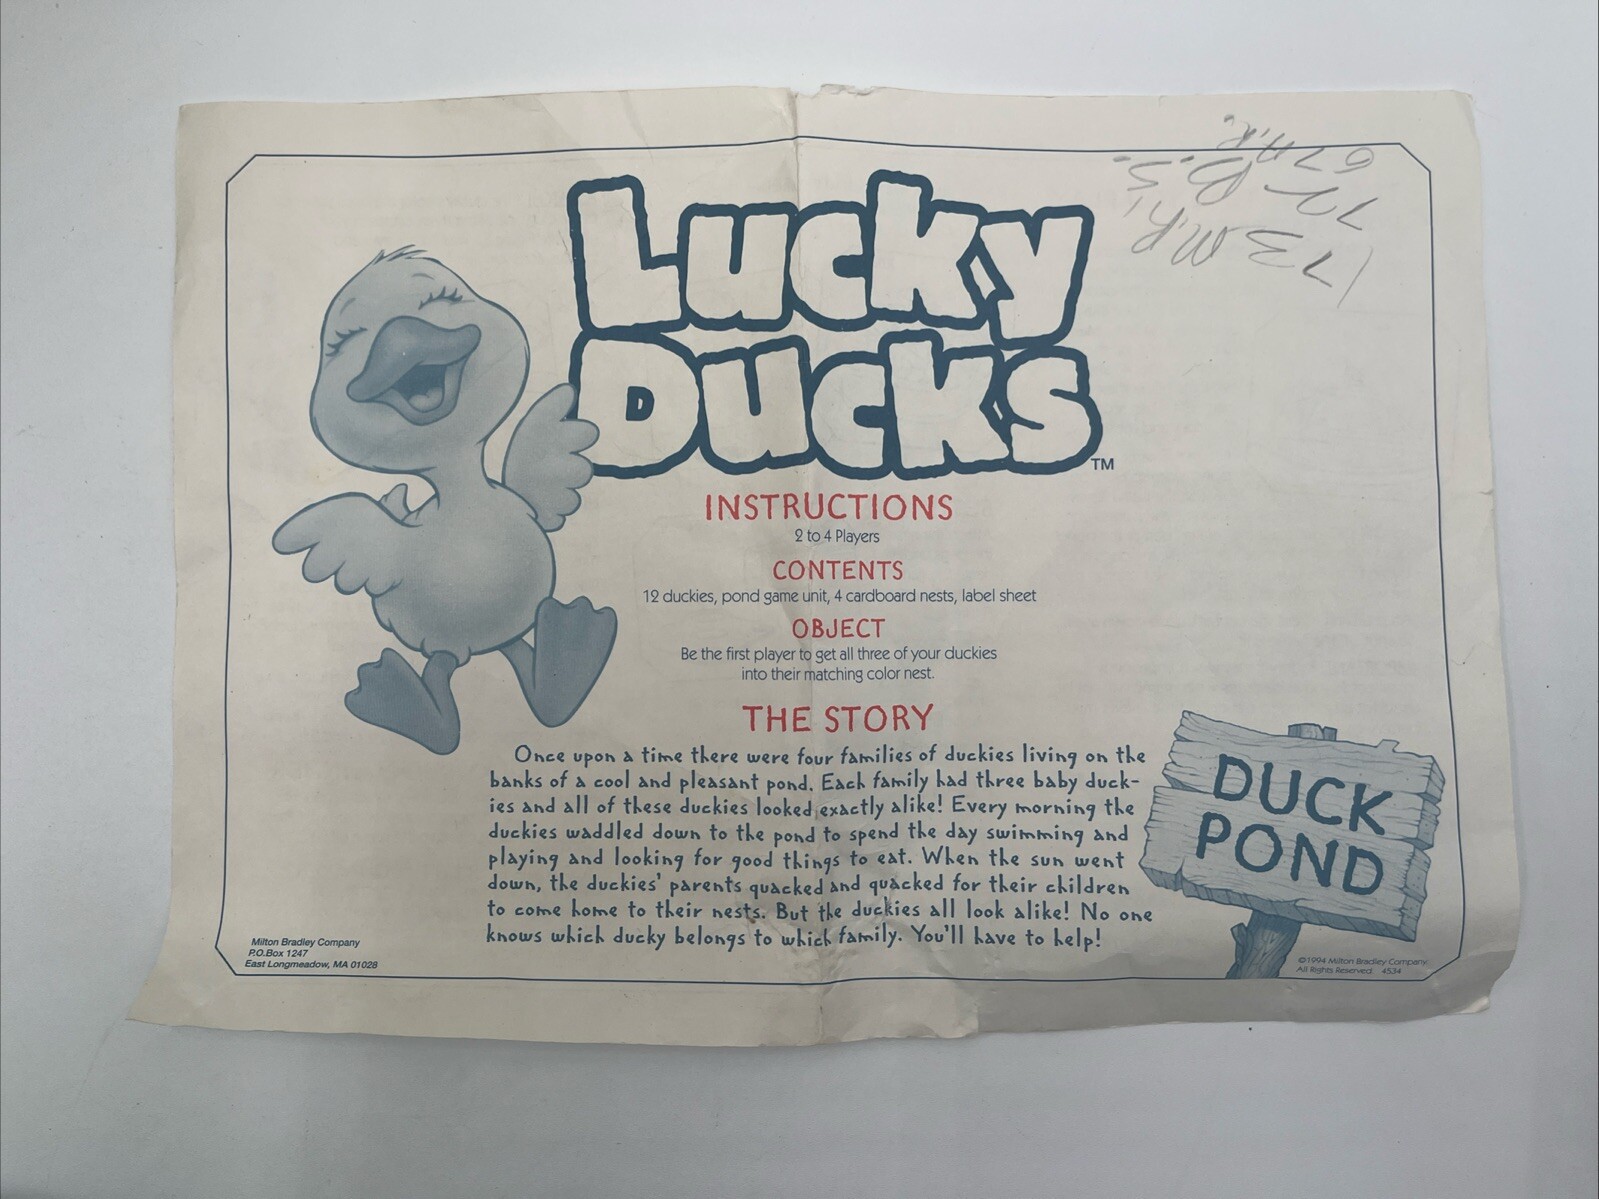 Lucky
Ducks™
INSTRUCTIONS
2 to 4 Players
CONTENTS
12 duckies, pond game unit, 4 cardboard nests, label sheet
OBJECT
Be the first player to get all three of your duckies
into their matching color nest.
THE STORY
Once upon a time there were four families of duckies living on the
banks of a cool and pleasant pond. Each family had three baby duck-
ies and all of these duckies looked exactly alike! Every morning the
duckies waddled down to the pond to spend the day swimming and
playing and looking for good things to eat. When the sun went
down, the duckies' parents quacked and quacked for their children
to come home to their nests. But the duckies all look alike! No one
knows which ducky belongs to which family. You'll have to help!
DUCK
POND
Milton Bradley Company
P.O.Box 1247
East Longmeadow, MA 01028
©1994 Milton Bradley Company
All Rights Reserved. 4534